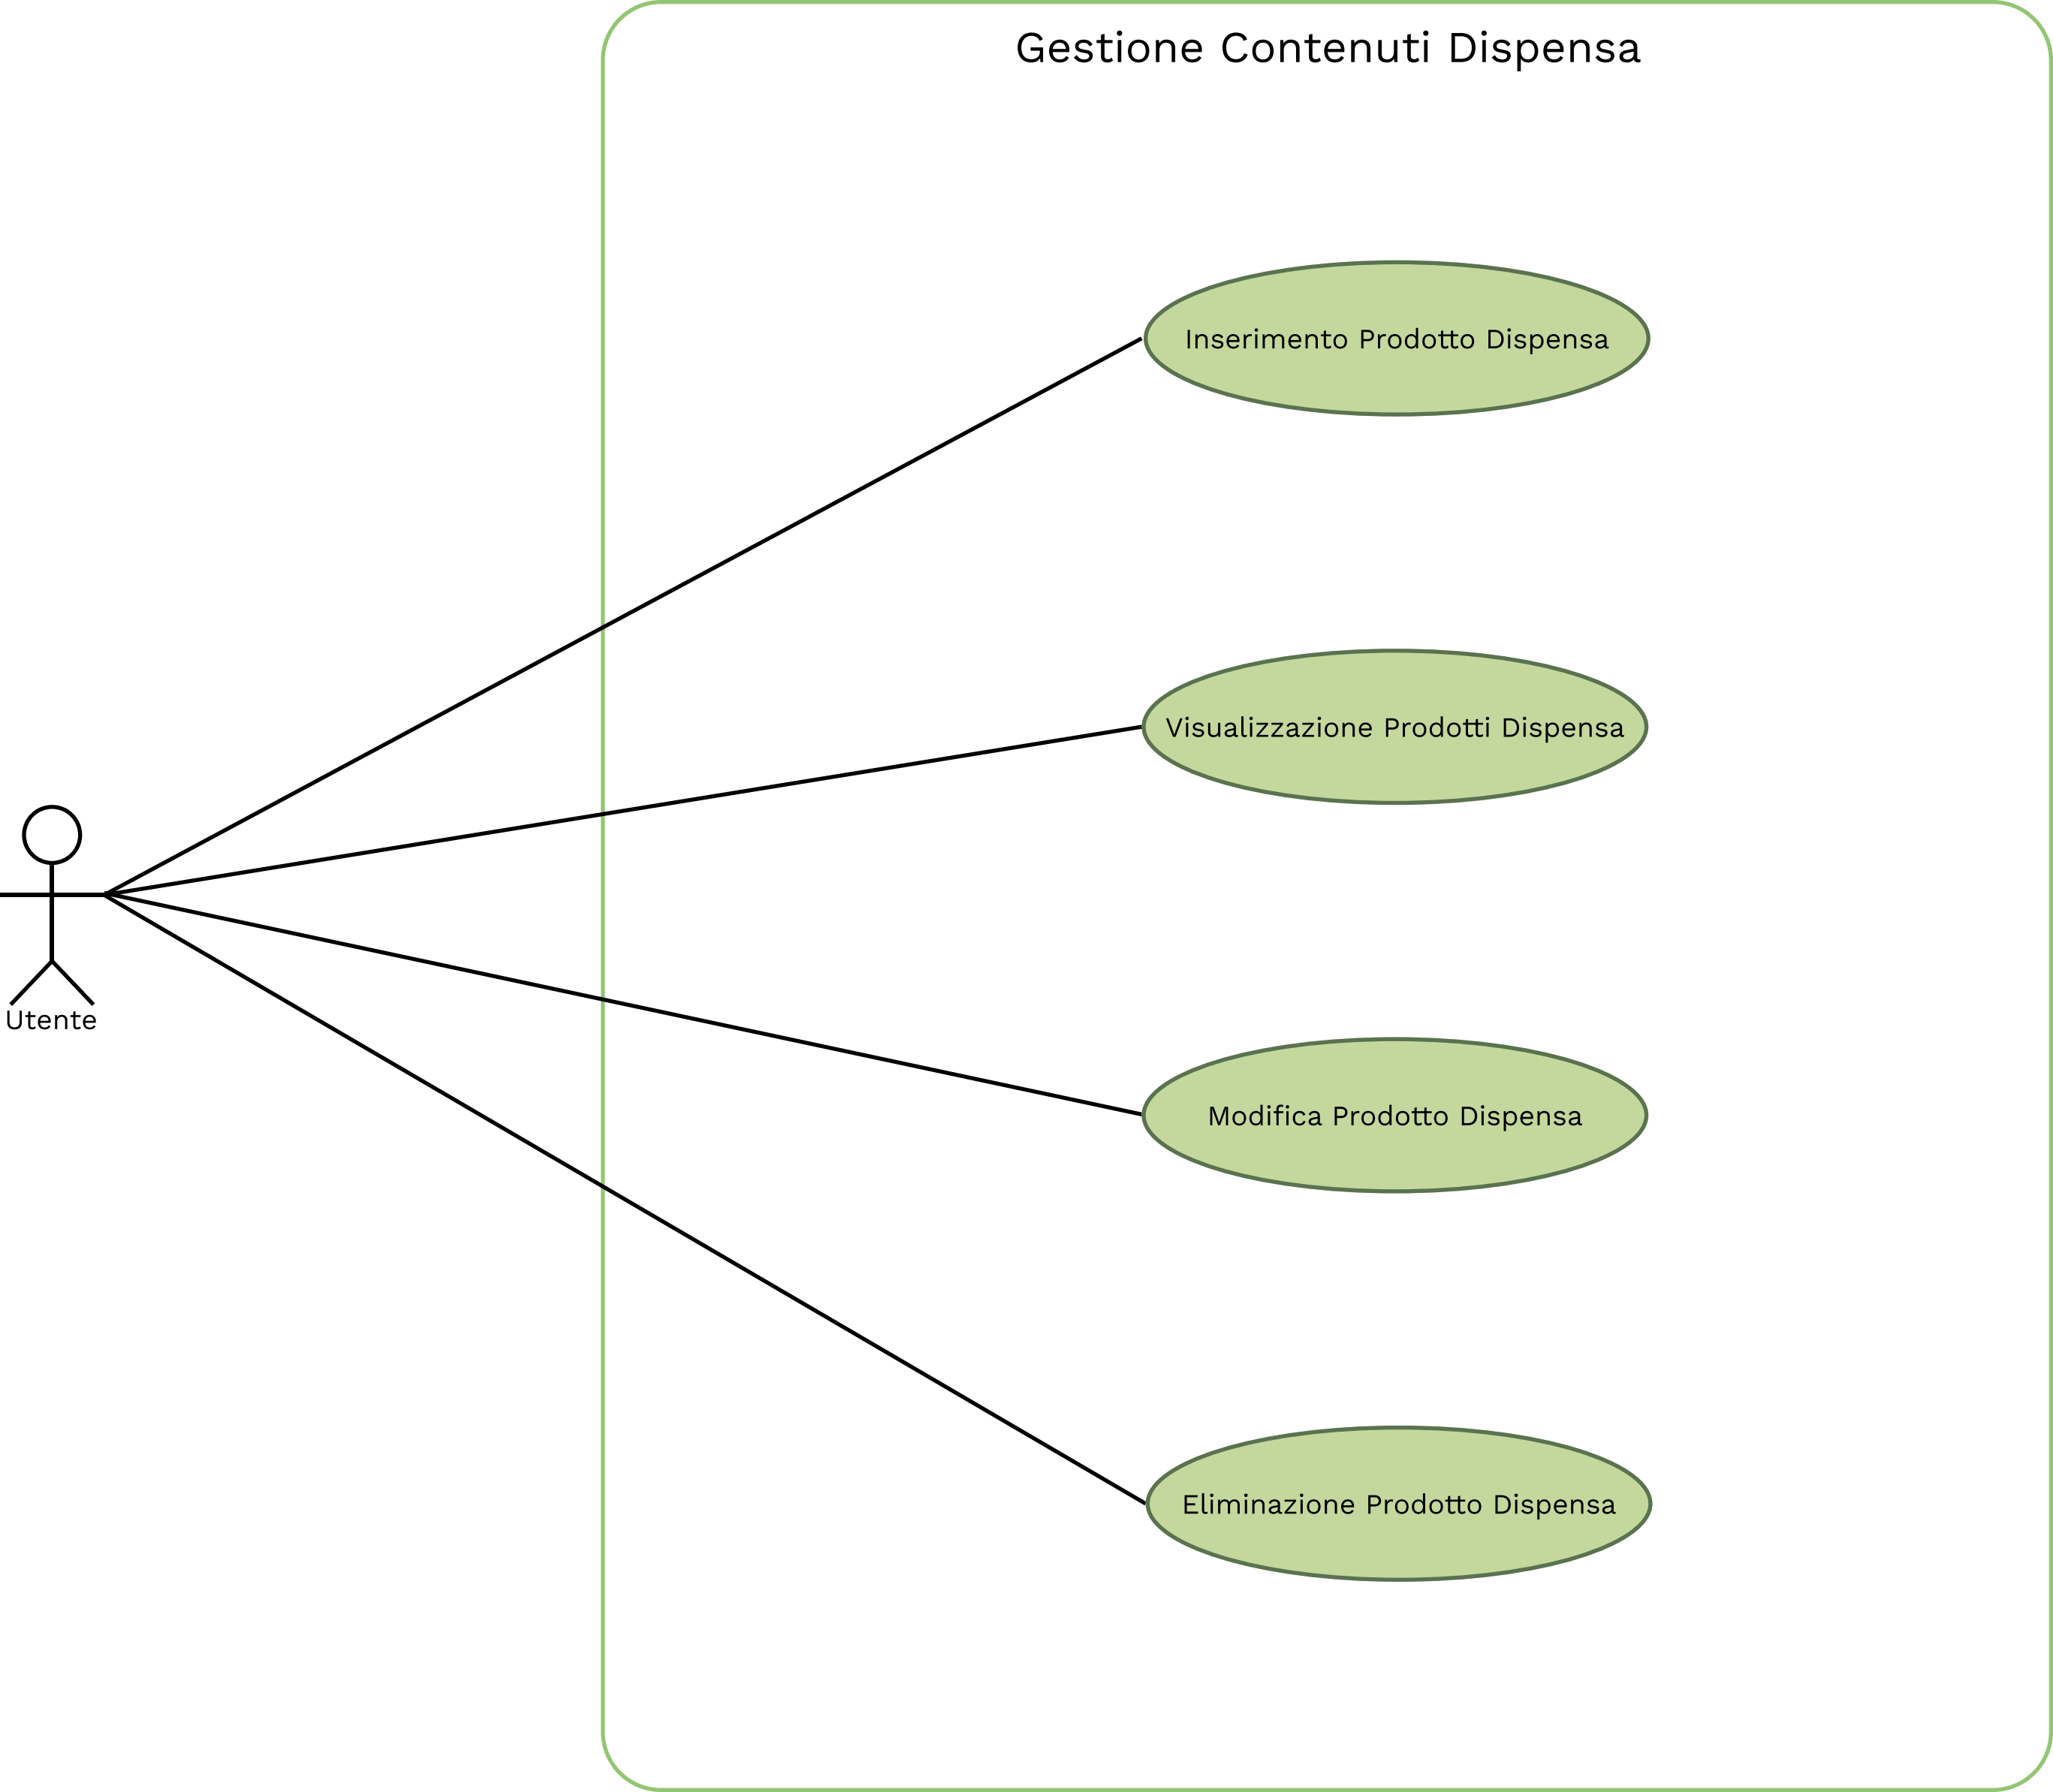 Gestione Contenuti Dispensa
Inserimento Prodotto Dispensa
Visualizzazione Prodotti Dispensa
Utente
Modifica Prodotto Dispensa
Eliminazione Prodotto Dispensa